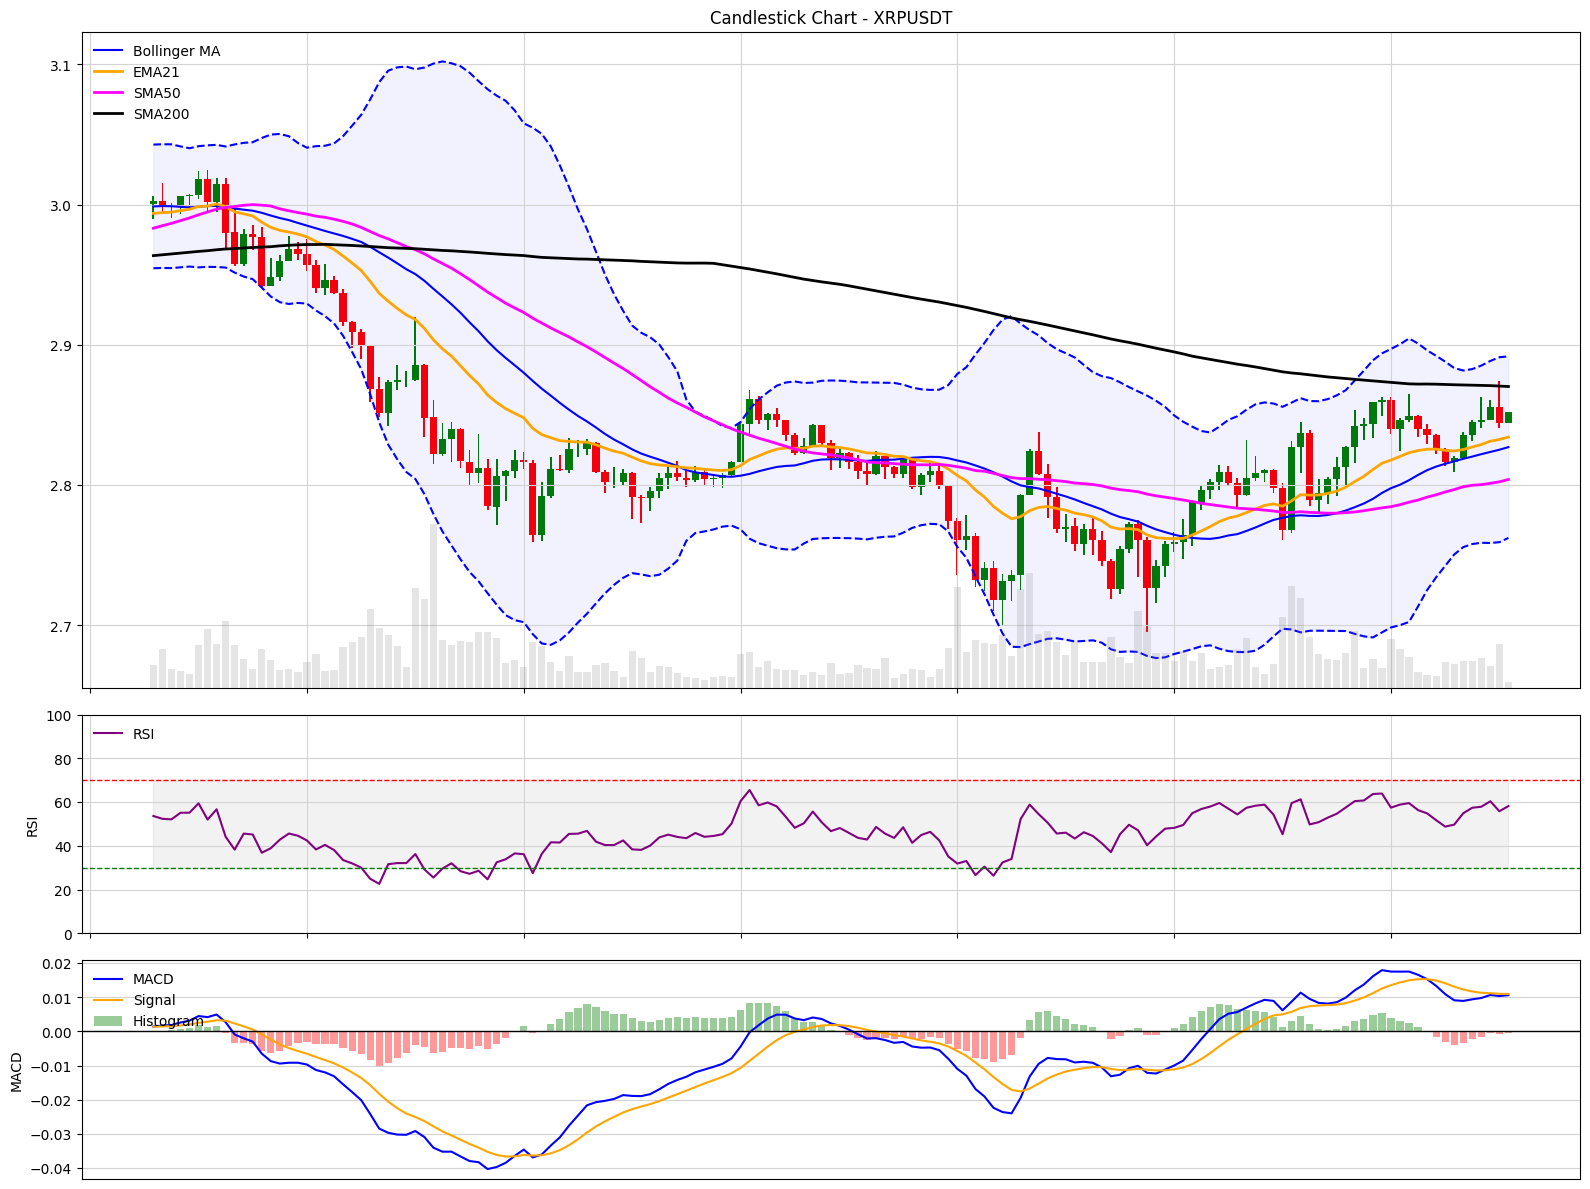 Candlestick Chart - XRPUSDT
Bollinger MA
EMA21
SMA50
SMA200
3.1
3.0
2.9
2.8
2.7
RSI
100
80
60
40
20
0
RSI
MACD
Signal
Histogram
0.02
0.01
0.00
−0.01
−0.02
−0.03
−0.04
MACD